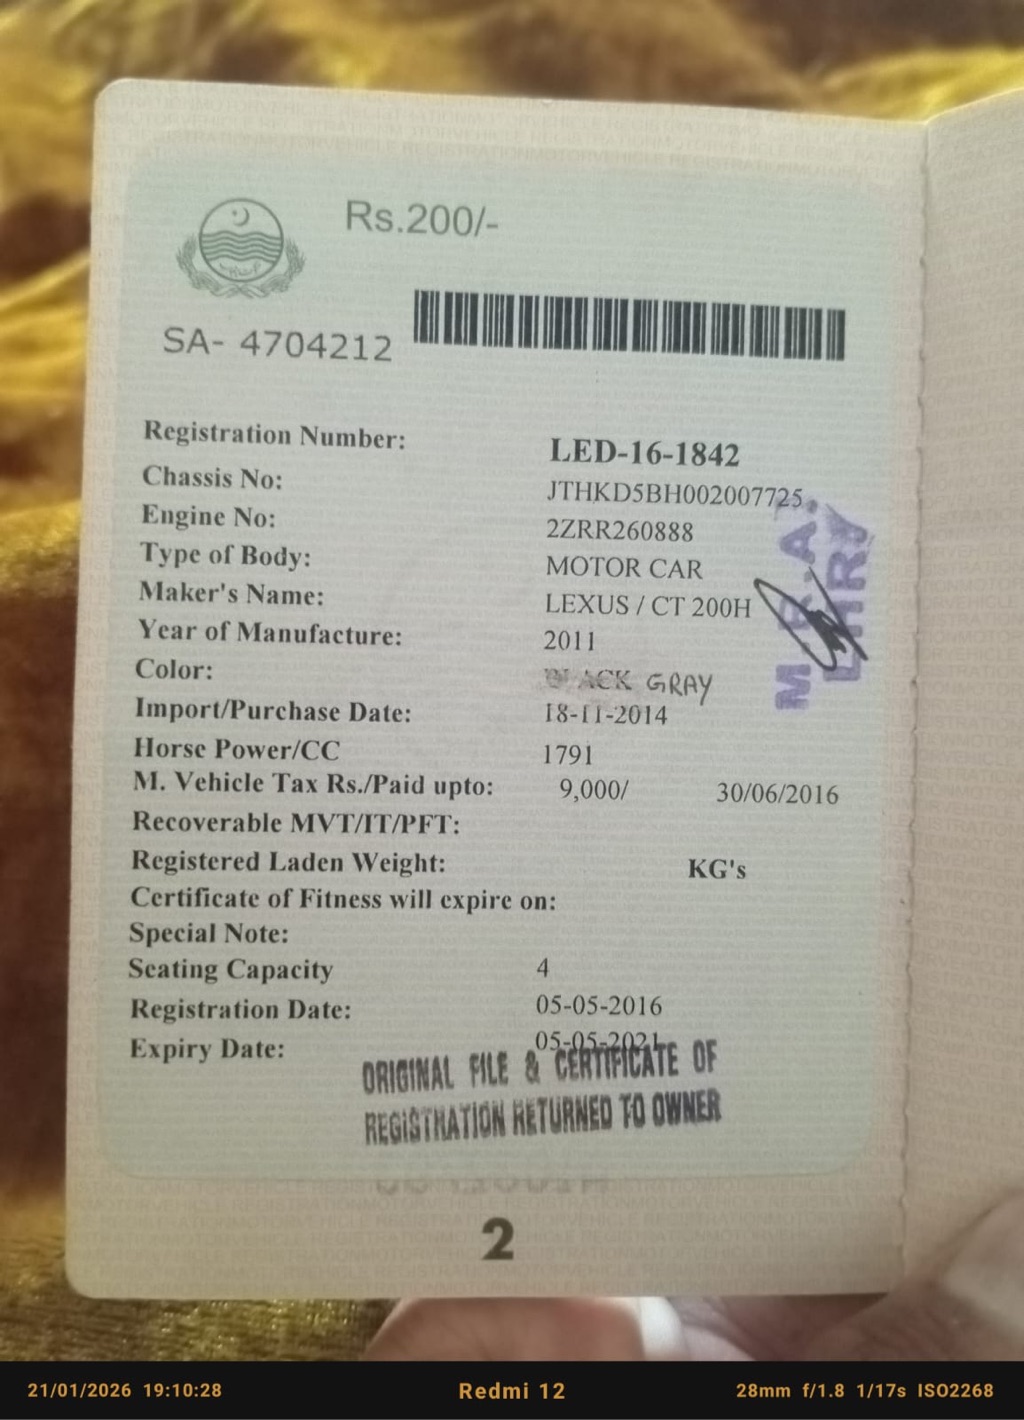 Rs.200/-
SA- 4704212
Registration Number: LED-16-1842
Chassis No: JTHKD5BH002007725
Engine No: 2ZRR260888
Type of Body: MOTOR CAR
Maker's Name: LEXUS / CT 200H
Year of Manufacture: 2011
Color: BLACK GRAY
Import/Purchase Date: 18-11-2014
Horse Power/CC 1791
M. Vehicle Tax Rs./Paid upto: 9,000/ 30/06/2016
Recoverable MVT/IT/PFT:
Registered Laden Weight: KG's
Certificate of Fitness will expire on:
Special Note:
Seating Capacity 4
Registration Date: 05-05-2016
Expiry Date: 05-05-2021
ORIGINAL FILE & CERTIFICATE OF
REGISTRATION RETURNED TO OWNER
M.R.A.
LHR
2
21/01/2026 19:10:28 Redmi 12 28mm f/1.8 1/17s ISO2268